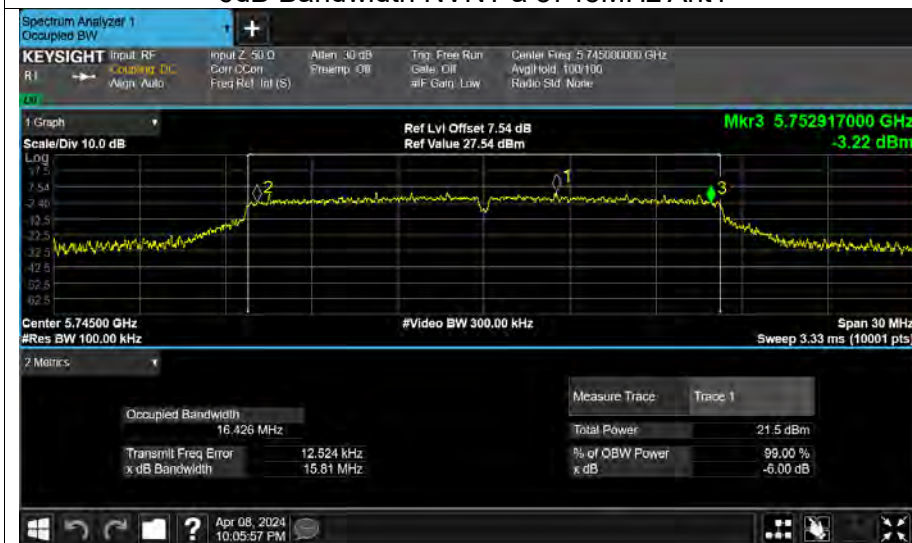 -6dB Bandwidth NVNT a 5745MHz Ant1
Spectrum Analyzer 1
Occupied BW
+
KEYSIGHT Input: RF Input Z: 50 Ω Atten: 30 dB Trig: Free Run Center Freq: 5.745000000 GHz
Coupling: DC Corr CCorr Preamp: Off Gate: Off Avg|Hold: 100/100
Align: Auto Freq Ref: Int (S) #IF Gain: Low Radio Std: None
1 Graph
Ref Lvl Offset 7.54 dB Mkr3 5.752917000 GHz
Scale/Div 10.0 dB Ref Value 27.54 dBm -3.22 dBm
Log
17.5
7.54
-2.46
-12.5
-22.5
-32.5
-42.5
-52.5
-62.5
2
1
3
Center 5.74500 GHz #Video BW 300.00 kHz Span 30 MHz
#Res BW 100.00 kHz Sweep 3.33 ms (10001 pts)
2 Metrics
Measure Trace Trace 1
Occupied Bandwidth
16.426 MHz Total Power 21.5 dBm
Transmit Freq Error 12.524 kHz % of OBW Power 99.00 %
x dB Bandwidth 15.81 MHz x dB -6.00 dB
? Apr 08, 2024
10:05:57 PM